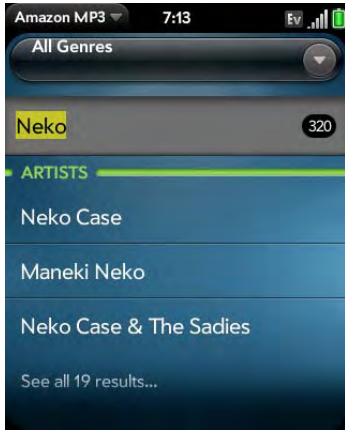 Amazon MP3 7:13 Ev
All Genres
Neko 320
ARTISTS
Neko Case
Maneki Neko
Neko Case & The Sadies
See all 19 results...